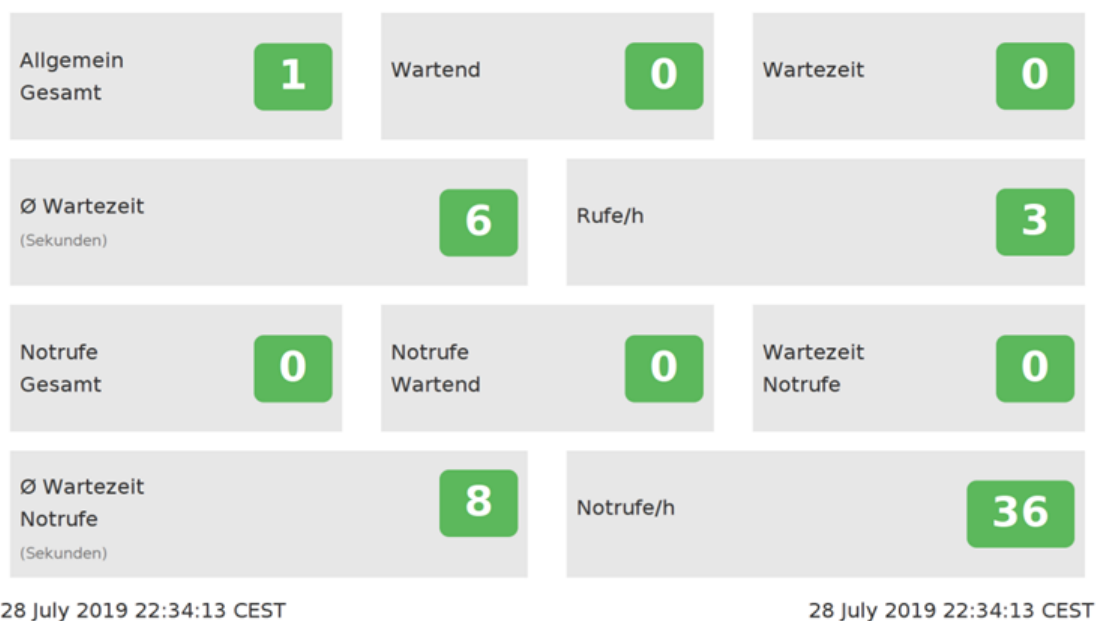 Allgemein
Gesamt
1
Wartend
0
Wartezeit
0
Ø Wartezeit
(Sekunden)
6
Rufe/h
3
Notrufe
Gesamt
0
Notrufe
Wartend
0
Wartezeit
Notrufe
0
Ø Wartezeit
Notrufe
(Sekunden)
8
Notrufe/h
36
28 July 2019 22:34:13 CEST
28 July 2019 22:34:13 CEST